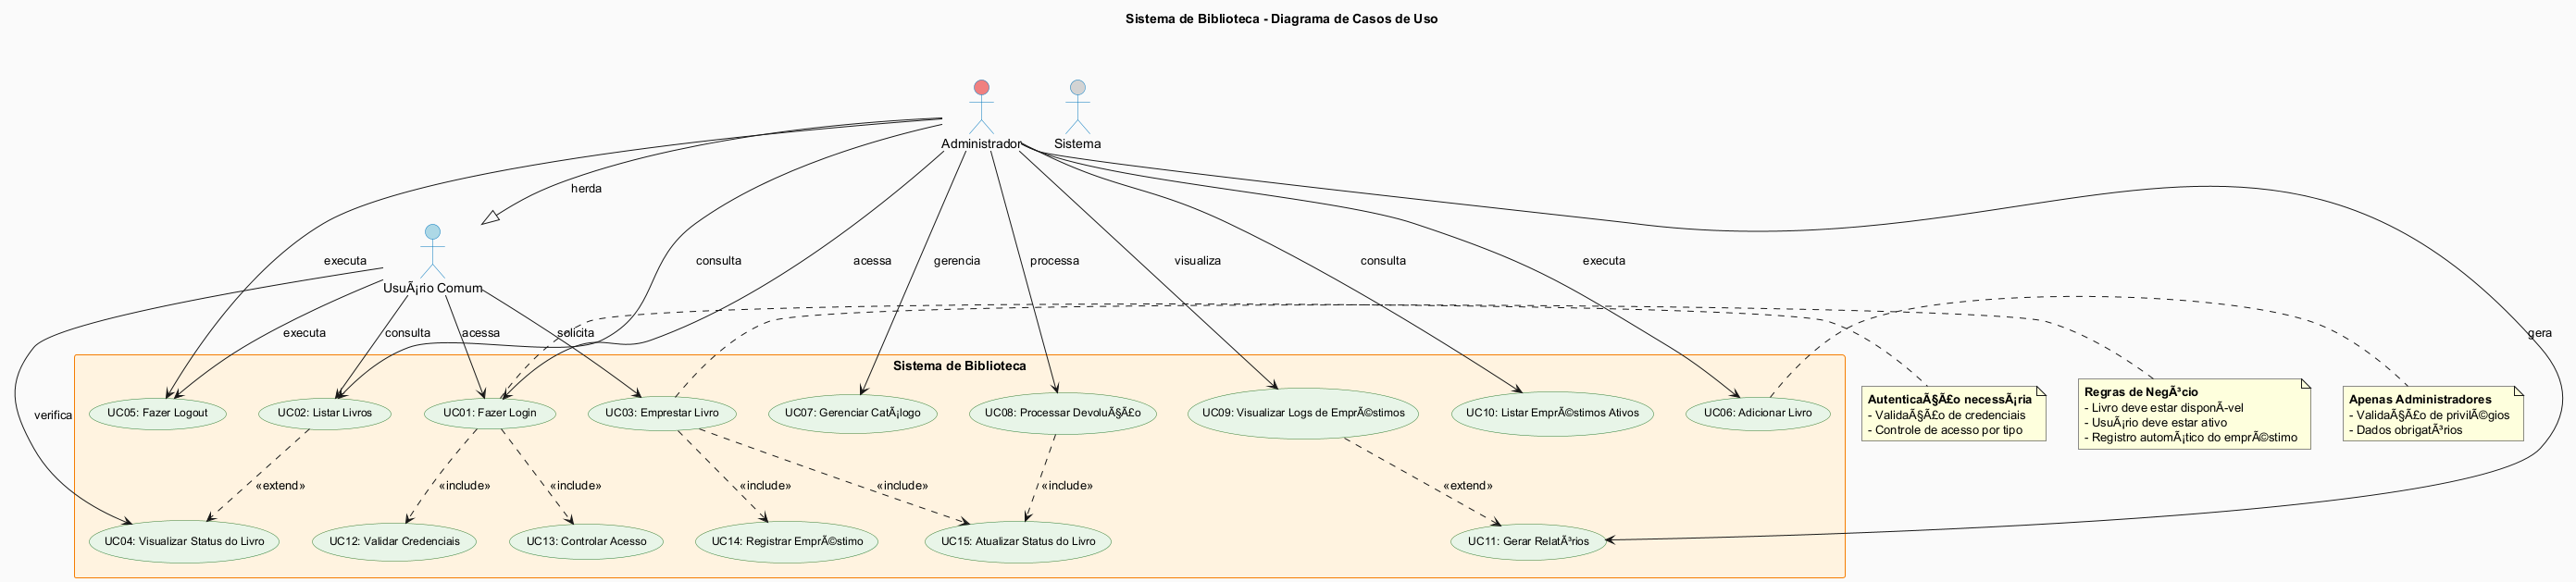 Sistema de Biblioteca - Diagrama de Casos de Uso
Administrador
Sistema
herda
UsuÃ¡rio Comum
executa
consulta
acessa
gerencia
processa
visualiza
consulta
executa
executa
consulta
acessa
solicita
gera
verifica
Sistema de Biblioteca
UC05: Fazer Logout
UC02: Listar Livros
UC01: Fazer Login
UC03: Emprestar Livro
UC07: Gerenciar CatÃ¡logo
UC08: Processar DevoluÃ§Ã£o
UC09: Visualizar Logs de EmprÃ©stimos
UC10: Listar EmprÃ©stimos Ativos
UC06: Adicionar Livro
AutenticaÃ§Ã£o necessÃ¡ria
- ValidaÃ§Ã£o de credenciais
- Controle de acesso por tipo
Regras de NegÃ³cio
- Livro deve estar disponÃ-vel
- UsuÃ¡rio deve estar ativo
- Registro automÃ¡tico do emprÃ©stimo
Apenas Administradores
- ValidaÃ§Ã£o de privilÃ©gios
- Dados obrigatÃ³rios
«extend»
«include»
«include»
«include»
«include»
«include»
«extend»
UC04: Visualizar Status do Livro
UC12: Validar Credenciais
UC13: Controlar Acesso
UC14: Registrar EmprÃ©stimo
UC15: Atualizar Status do Livro
UC11: Gerar RelatÃ³rios